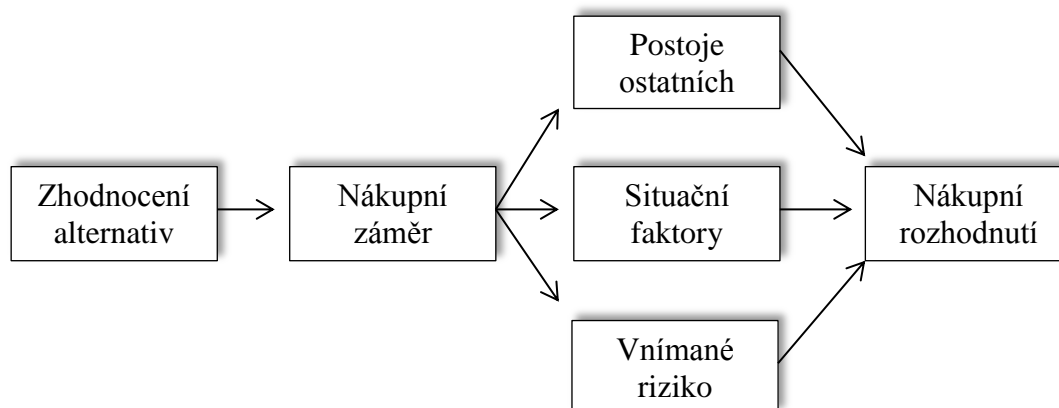 Zhodnocení
alternativ
Nákupní
záměr
Postoje
ostatních
Situační
faktory
Vnímané
riziko
Nákupní
rozhodnutí